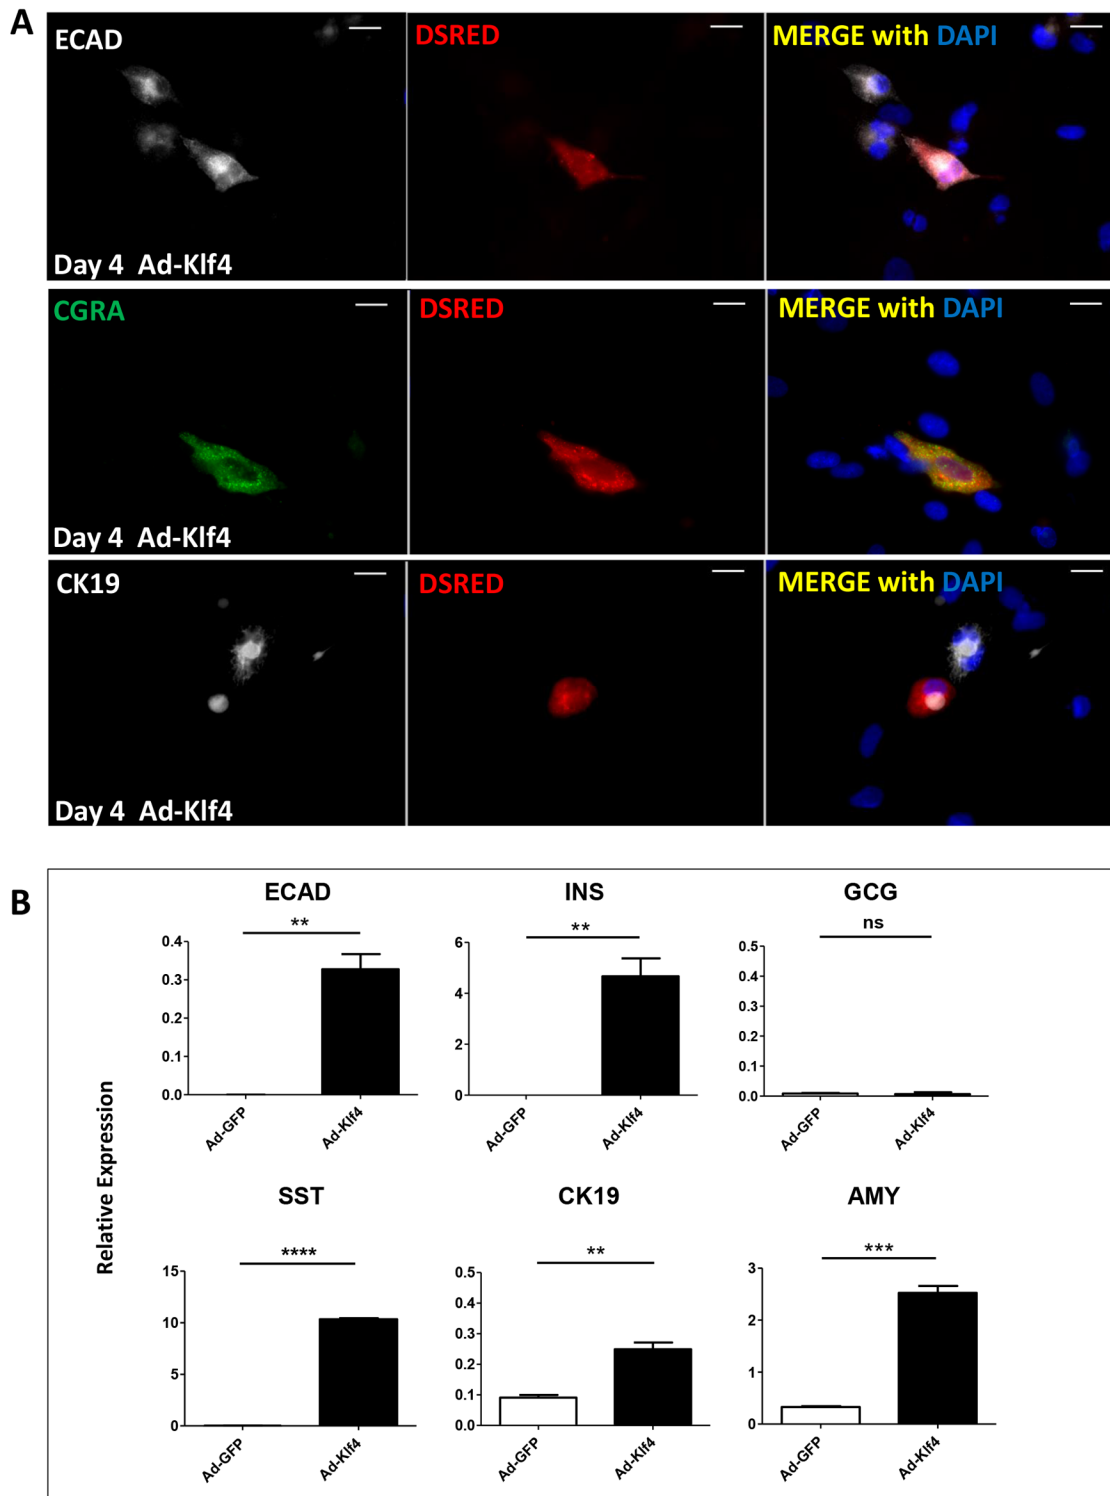 A
ECAD DSRED MERGE with DAPI
Day 4 Ad-Klf4
CGRA DSRED MERGE with DAPI
Day 4 Ad-Klf4
CK19 DSRED MERGE with DAPI
Day 4 Ad-Klf4
B
Relative Expression
ECAD
**
0.4
0.3
0.2
0.1
0.0
Ad-GFP Ad-Klf4
INS
**
6
4
2
0
Ad-GFP Ad-Klf4
GCG
ns
0.5
0.4
0.3
0.2
0.1
0.0
Ad-GFP Ad-Klf4
SST
****
15
10
5
0
Ad-GFP Ad-Klf4
CK19
**
0.5
0.4
0.3
0.2
0.1
0.0
Ad-GFP Ad-Klf4
AMY
***
3
2
1
0
Ad-GFP Ad-Klf4